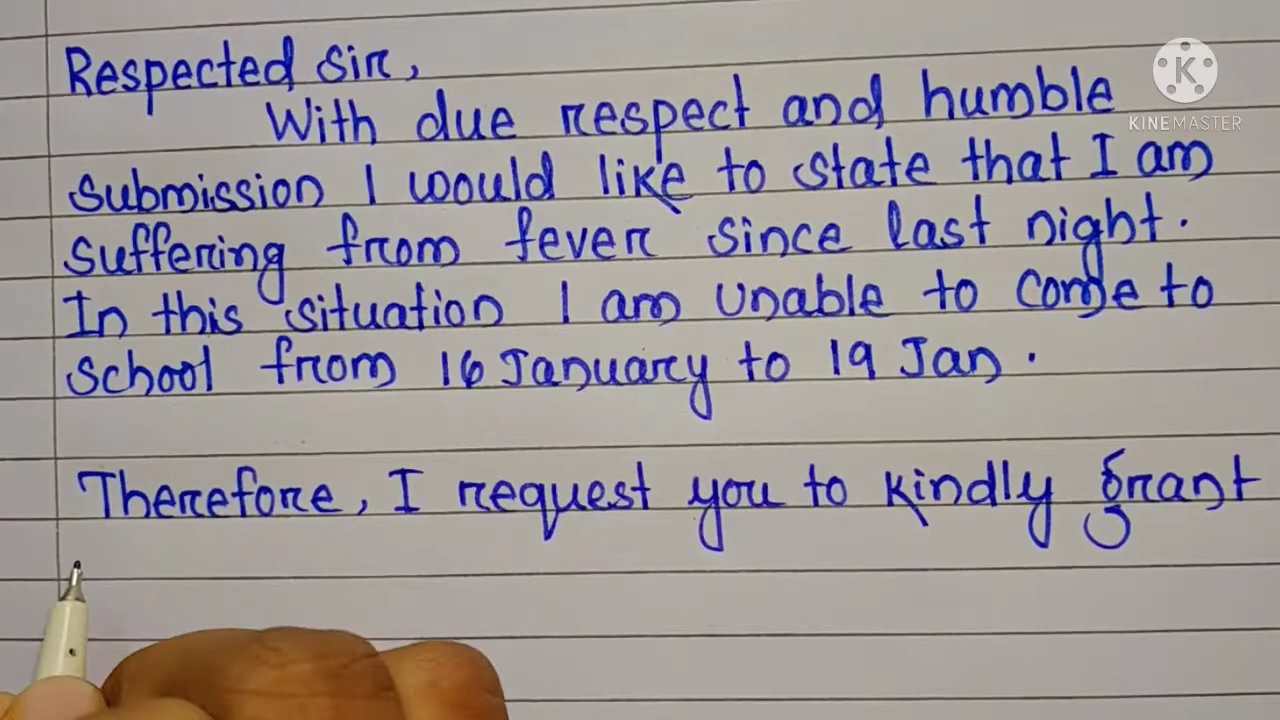 Respected Sir,
With due respect and humble
submission I would like to state that I am
suffering from fever since last night.
In this situation I am unable to come to
school from 16 January to 19 Jan.
Therefore, I request you to kindly grant
K
KINEMASTER